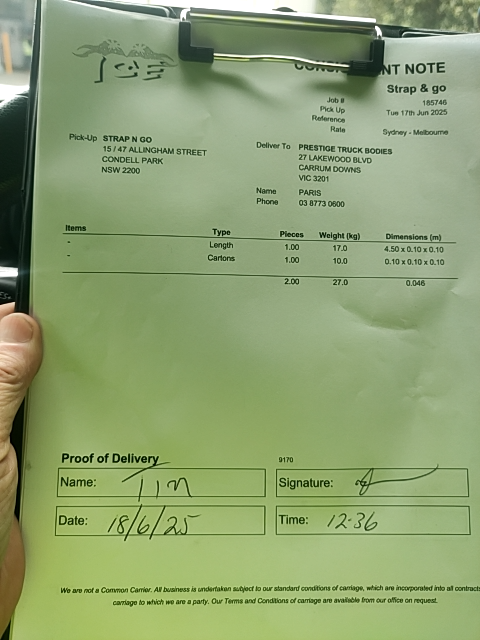 NT NOTE
Strap & go
Job # 185746
Pick Up Tue 17th Jun 2025
Reference
Rate Sydney - Melbourne
Pick-Up STRAP N GO
15 / 47 ALLINGHAM STREET
CONDELL PARK
NSW 2200
Deliver To PRESTIGE TRUCK BODIES
27 LAKEWOOD BLVD
CARRUM DOWNS
VIC 3201
Name PARIS
Phone 03 8773 0600
Items Type Pieces Weight (kg) Dimensions (m)
- Length 1.00 17.0 4.50 x 0.10 x 0.10
- Cartons 1.00 10.0 0.10 x 0.10 x 0.10
2.00 27.0 0.046
Proof of Delivery 9170
Name: Tim Signature:
Date: 18/6/25 Time: 12:36
We are not a Common Carrier. All business is undertaken subject to our standard conditions of carriage, which are incorporated into all contracts
carriage to which we are a party. Our Terms and Conditions of carriage are available from our office on request.